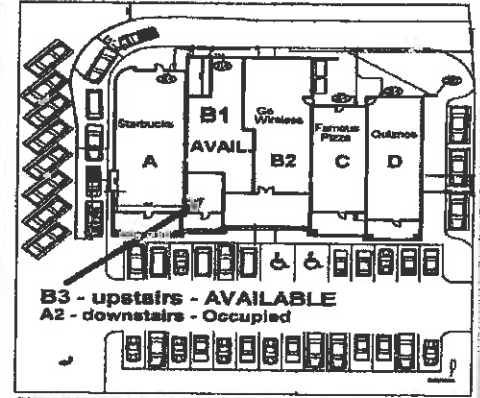 Starbucks
A
B1
AVAIL.
Go
Wireless
B2
Famous
Pizza
C
Quiznos
D
B3 - upstairs - AVAILABLE
A2 - downstairs - Occupied